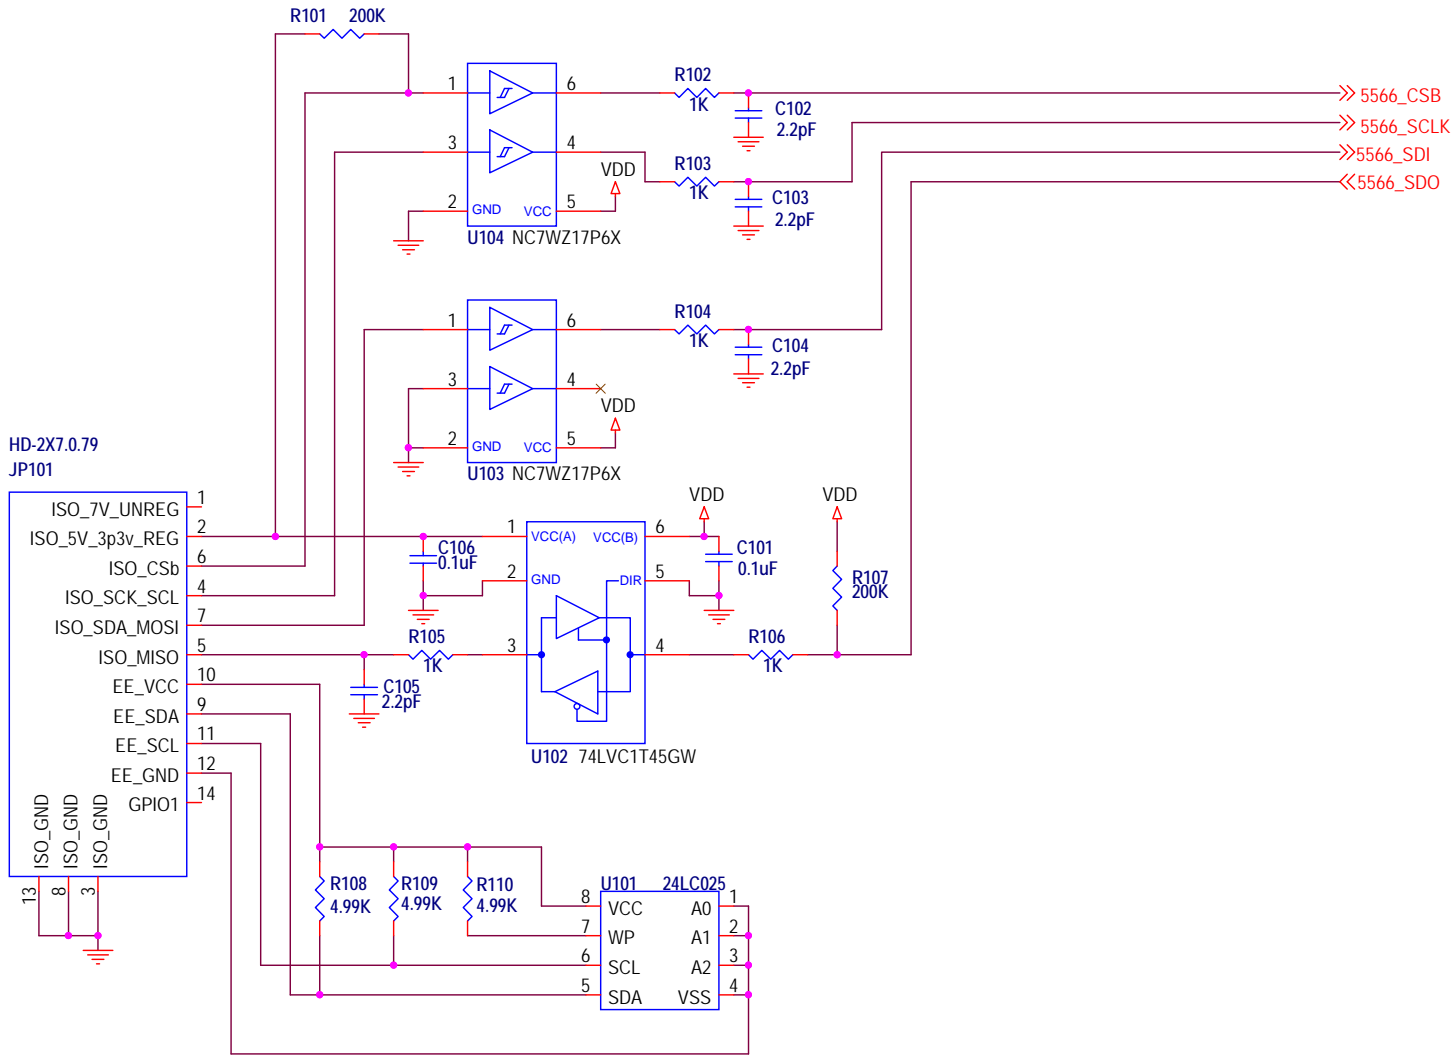 R101 200K
1
6
R102
1K
C102
2.2pF
5566_CSB
5566_SCLK
5566_SDI
5566_SDO
3
4
R103
1K
C103
2.2pF
VDD
2
GND
VCC
5
U104 NC7WZ17P6X
1
6
R104
1K
C104
2.2pF
3
4
VDD
2
GND
VCC
5
U103 NC7WZ17P6X
HD-2X7.0.79
JP101
ISO_7V_UNREG 1
ISO_5V_3p3v_REG 2
ISO_CSb 6
ISO_SCK_SCL 4
ISO_SDA_MOSI 7
ISO_MISO 5
EE_VCC 10
EE_SDA 9
EE_SCL 11
EE_GND 12
GPIO1 14
ISO_GND 13
ISO_GND 8
ISO_GND 3
C106
0.1uF
1
VCC(A)
VCC(B)
6
VDD
C101
0.1uF
2
GND
DIR
5
VDD
R107
200K
R105
1K
3
4
R106
1K
C105
2.2pF
U102 74LVC1T45GW
R108
4.99K
R109
4.99K
R110
4.99K
U101 24LC025
8 VCC A0 1
7 WP A1 2
6 SCL A2 3
5 SDA VSS 4